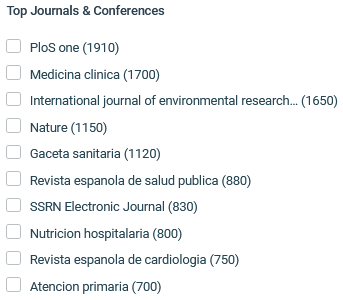 Top Journals & Conferences
PloS one (1910)
Medicina clinica (1700)
International journal of environmental research... (1650)
Nature (1150)
Gaceta sanitaria (1120)
Revista espanola de salud publica (880)
SSRN Electronic Journal (830)
Nutricion hospitalaria (800)
Revista espanola de cardiologia (750)
Atencion primaria (700)